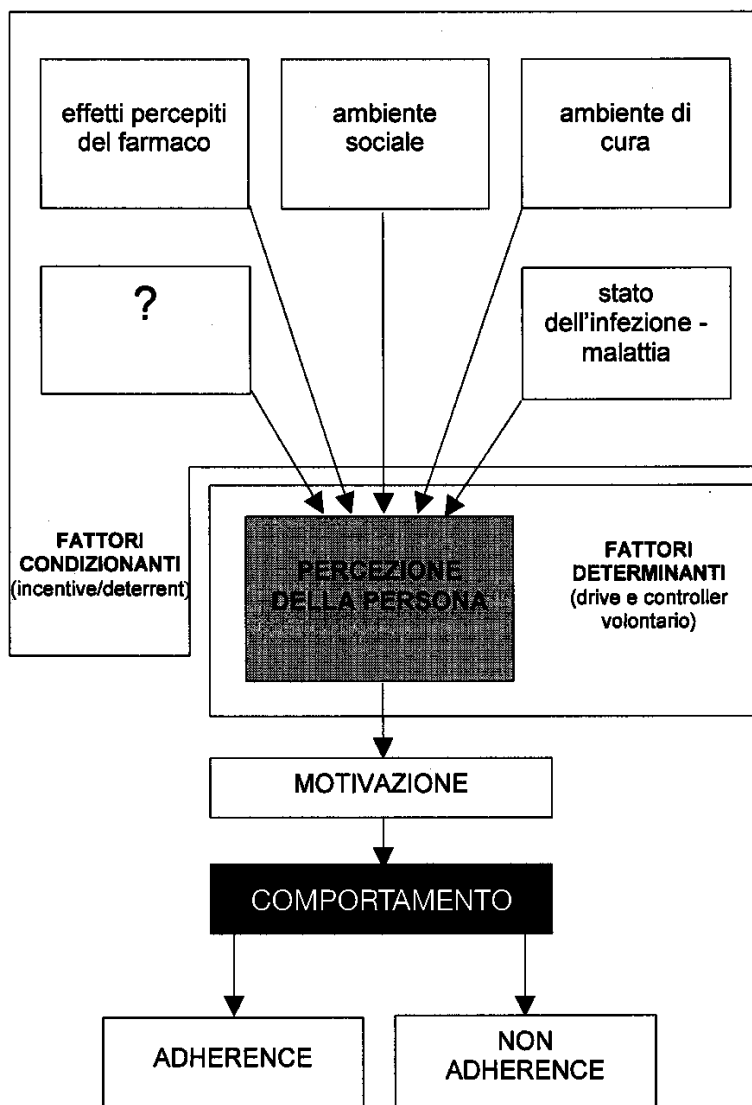 effetti percepiti
del farmaco
ambiente
sociale
ambiente di
cura
?
stato
dell'infezione -
malattia
FATTORI
CONDIZIONANTI
(incentive/deterrent)
PERCEZIONE
DELLA PERSONA
FATTORI
DETERMINANTI
(drive e controller
volontario)
MOTIVAZIONE
COMPORTAMENTO
ADHERENCE
NON
ADHERENCE